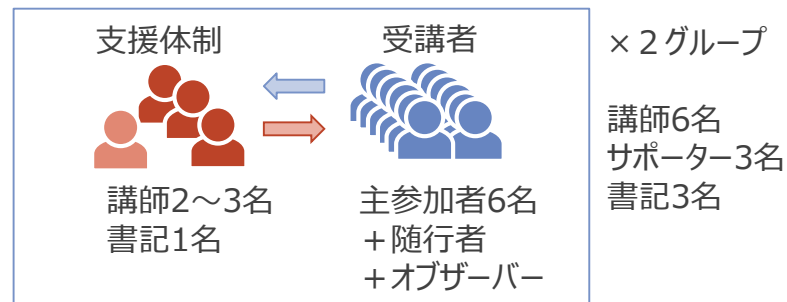 支援体制
受講者
講師2～3名
書記1名
主参加者6名
＋随行者
＋オブザーバー
×２グループ
講師6名
サポーター3名
書記3名